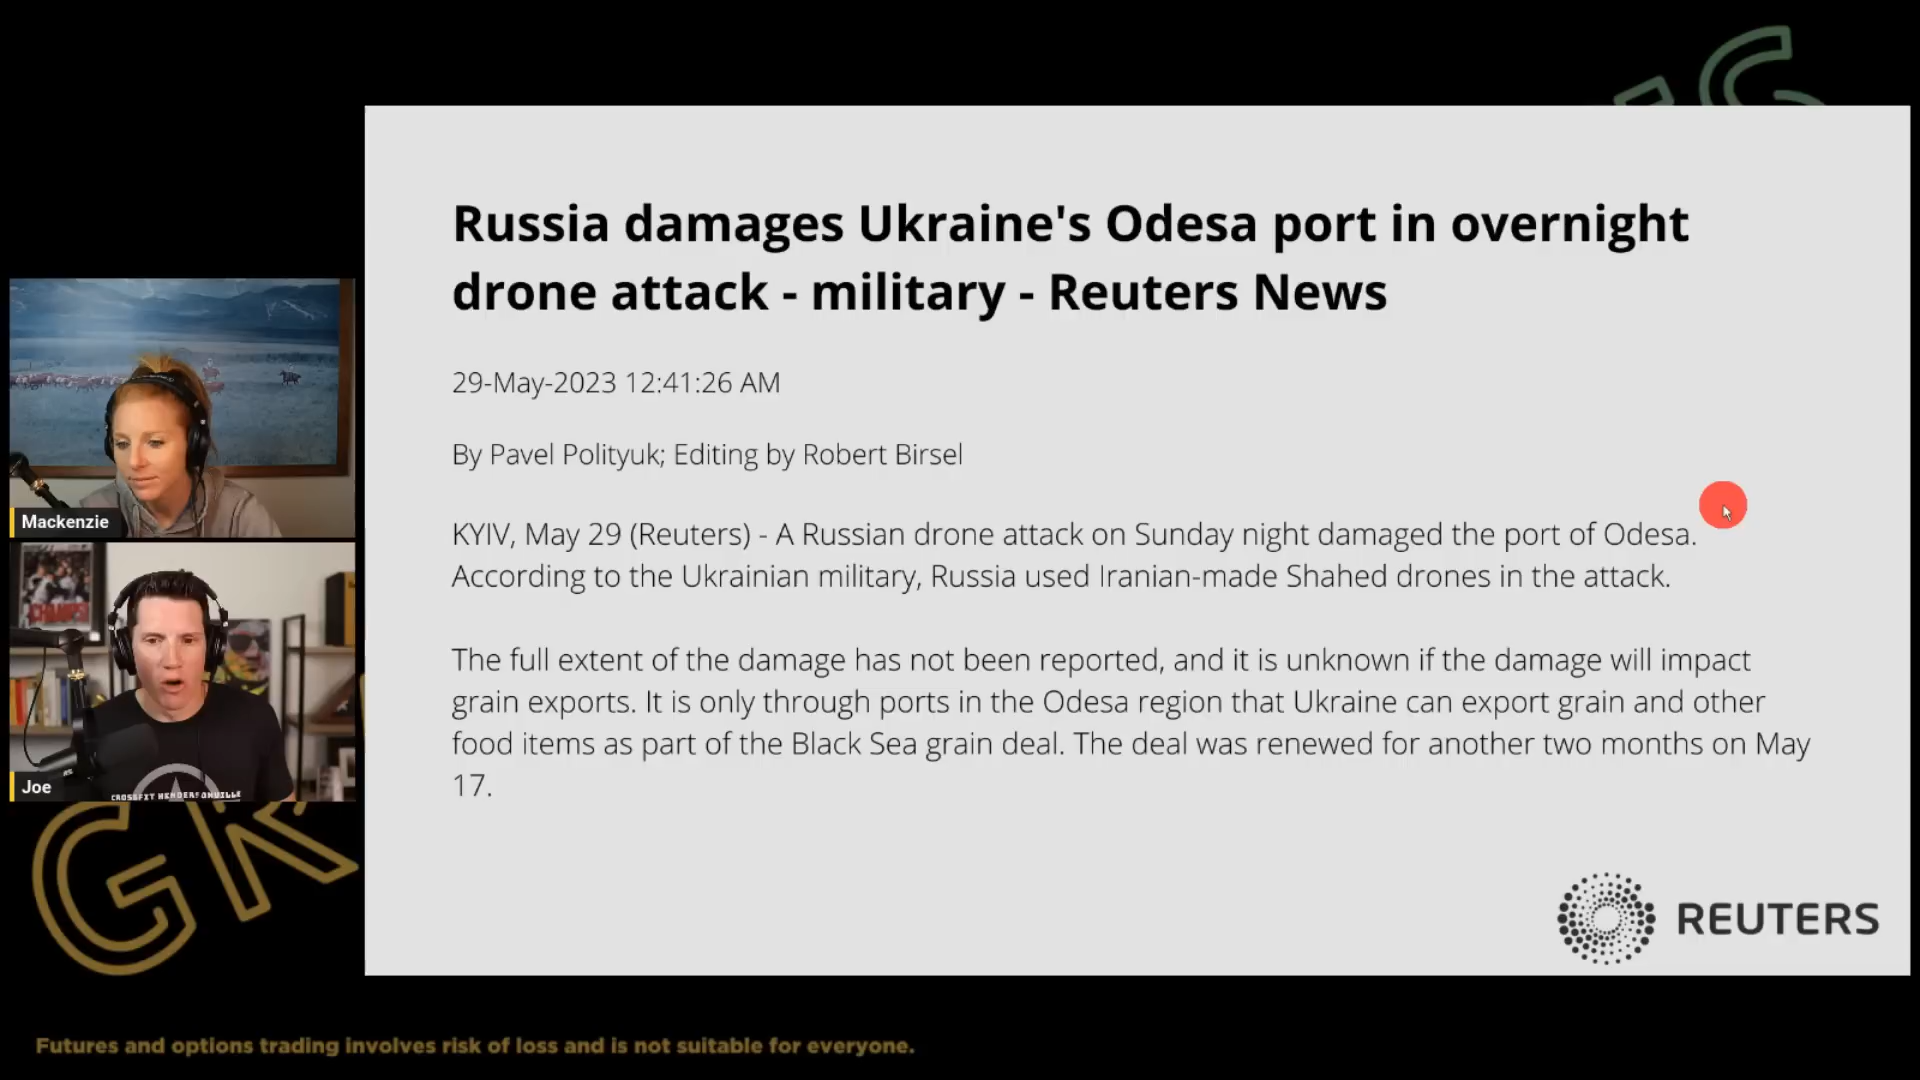 Russia damages Ukraine's Odesa port in overnight
drone attack - military - Reuters News
29-May-2023 12:41:26 AM
By Pavel Polityuk; Editing by Robert Birsel
KYIV, May 29 (Reuters) - A Russian drone attack on Sunday night damaged the port of Odesa.
According to the Ukrainian military, Russia used Iranian-made Shahed drones in the attack.
The full extent of the damage has not been reported, and it is unknown if the damage will impact
grain exports. It is only through ports in the Odesa region that Ukraine can export grain and other
food items as part of the Black Sea grain deal. The deal was renewed for another two months on May
17.
REUTERS
Mackenzie
CHAMPS!
CROSSFIT HENDERSONVILLE
Joe
GR
Futures and options trading involves risk of loss and is not suitable for everyone.